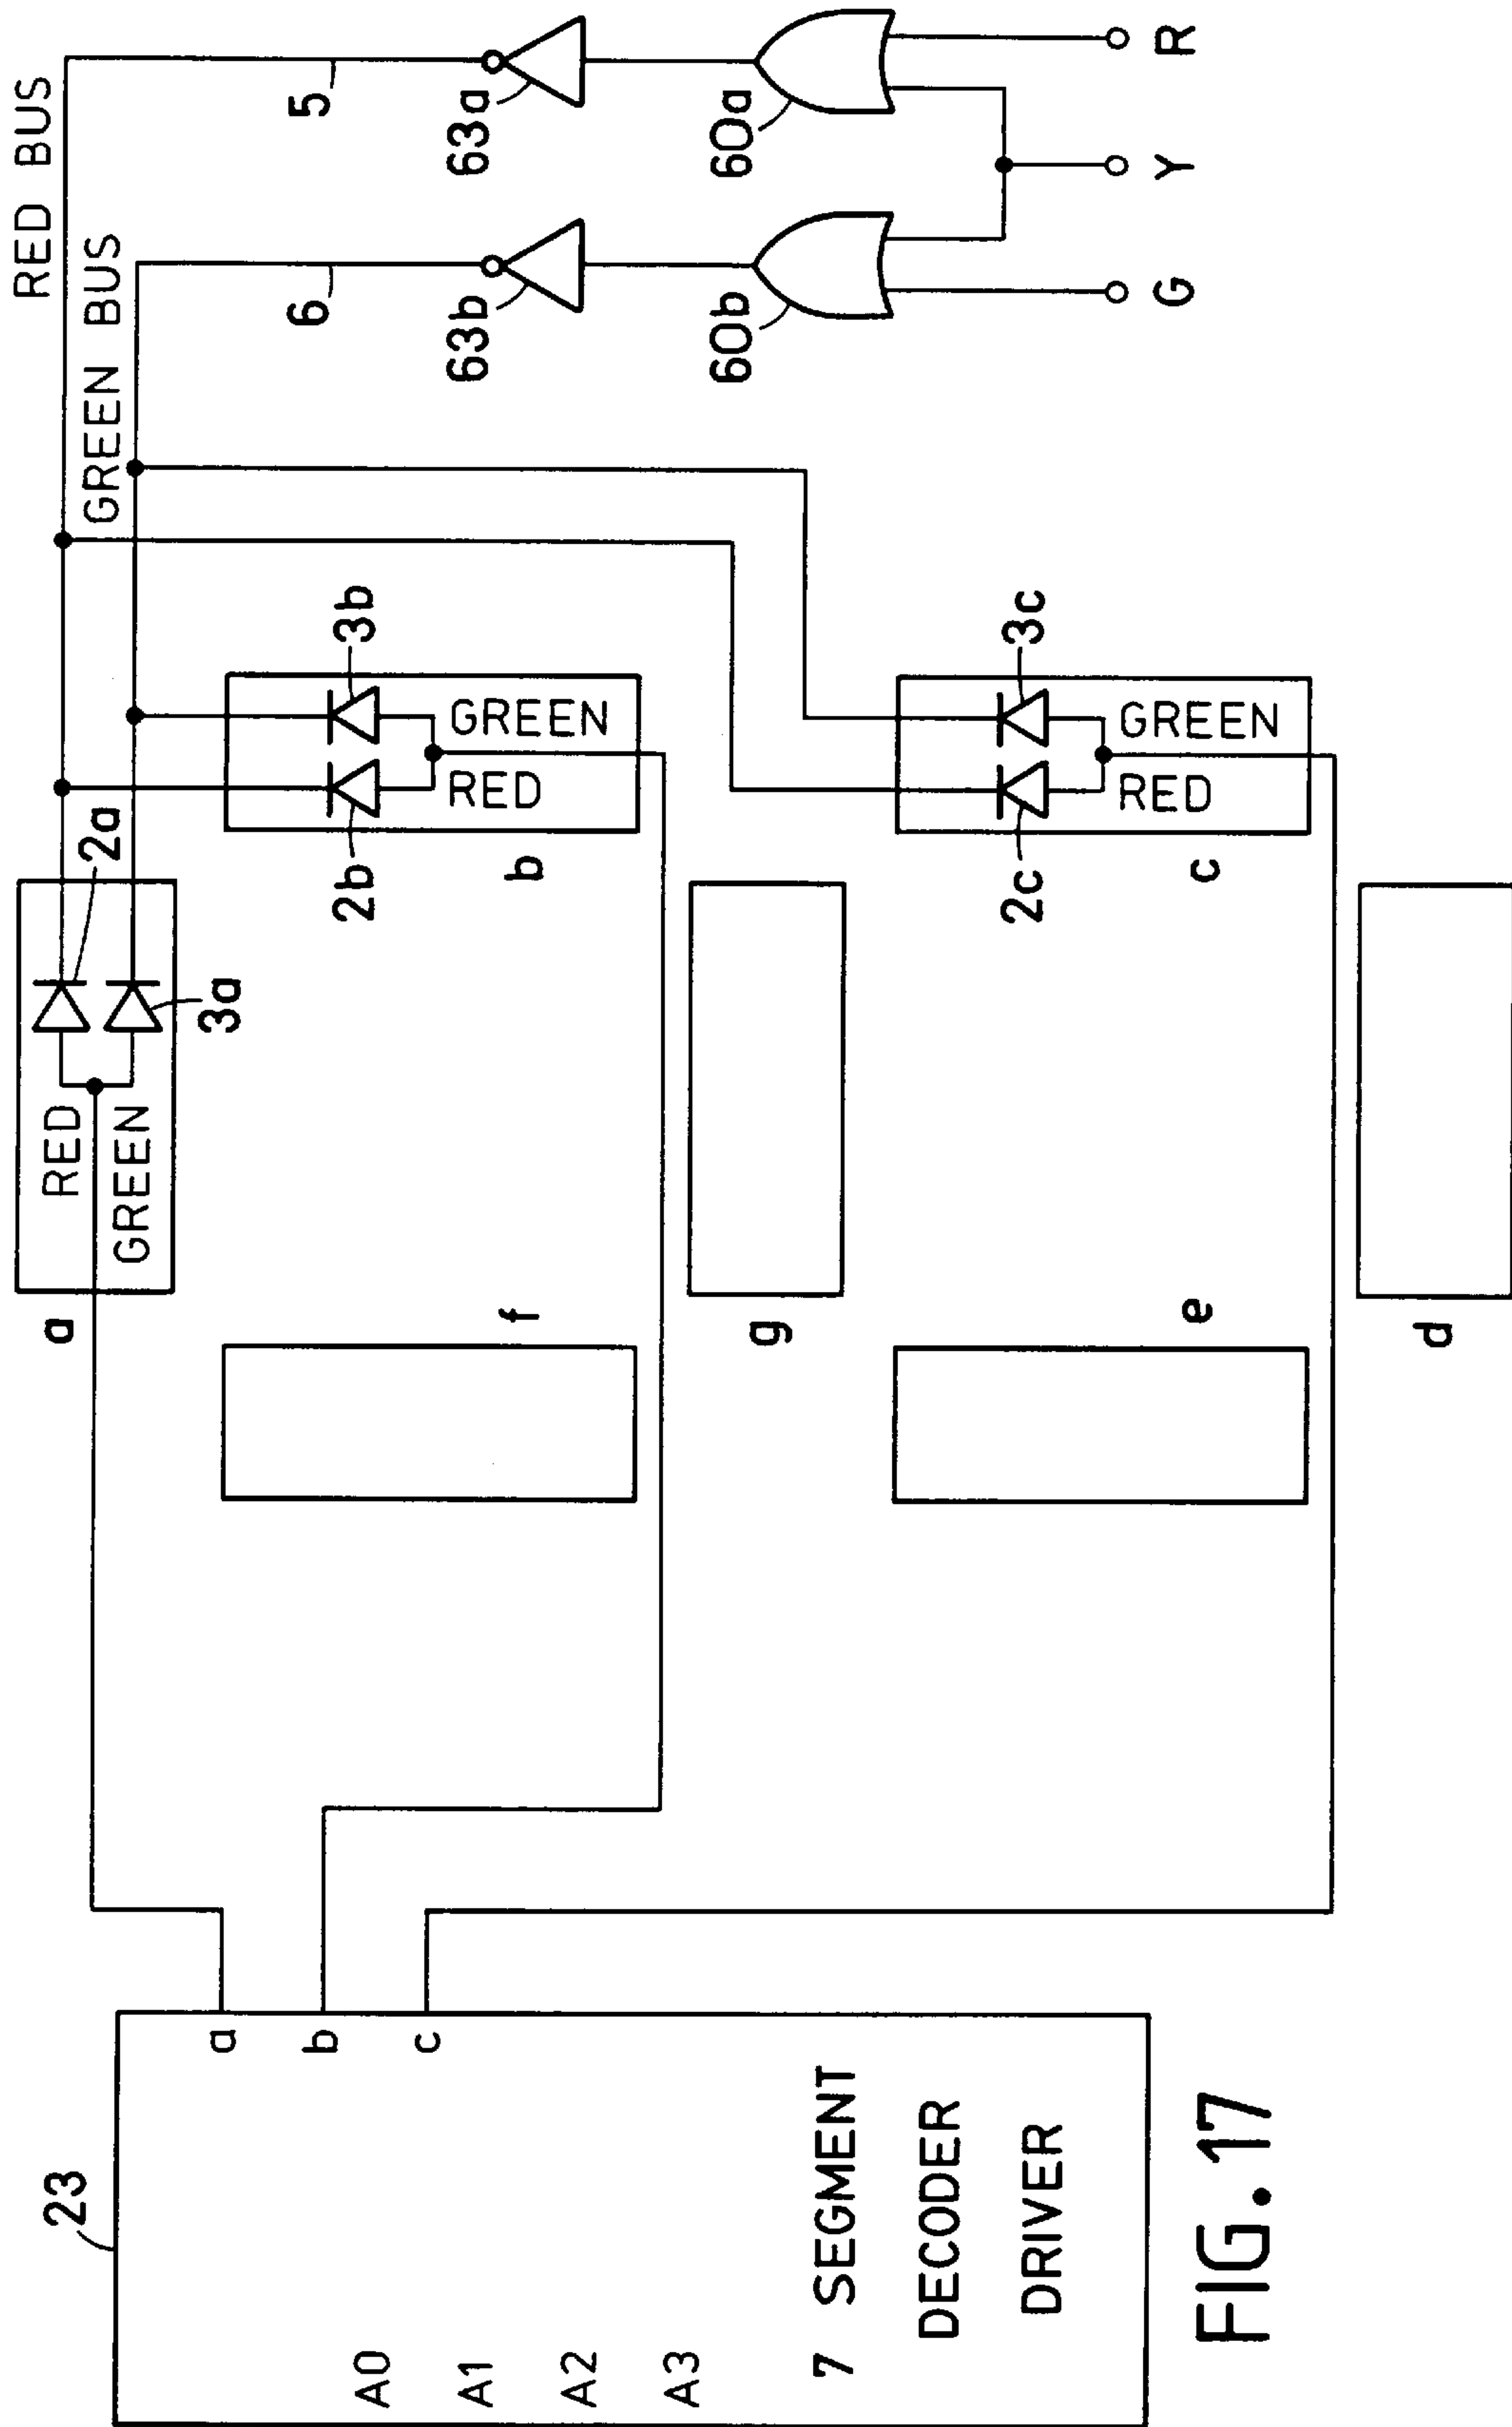 23
A0
A1
A2
A3
7 SEGMENT
DECODER
DRIVER
a
b
c
a
RED
GREEN
2a
3a
f
g
e
d
2b
3b
RED
GREEN
b
2c
3c
RED
GREEN
c
RED BUS
GREEN BUS
5
6
63a
63b
60a
60b
G
Y
R
FIG. 17